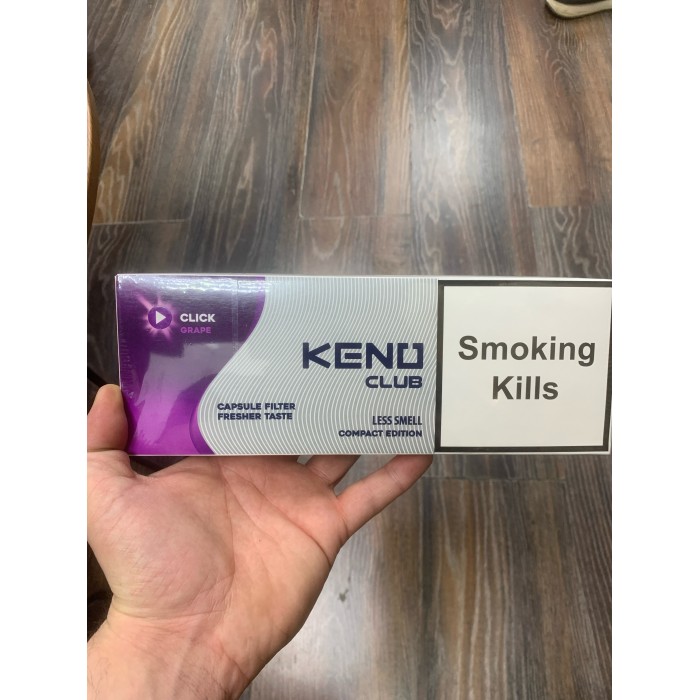 CLICK
GRAPE
KENO
CLUB
CAPSULE FILTER
FRESHER TASTE
LESS SMELL
COMPACT EDITION
Smoking
Kills